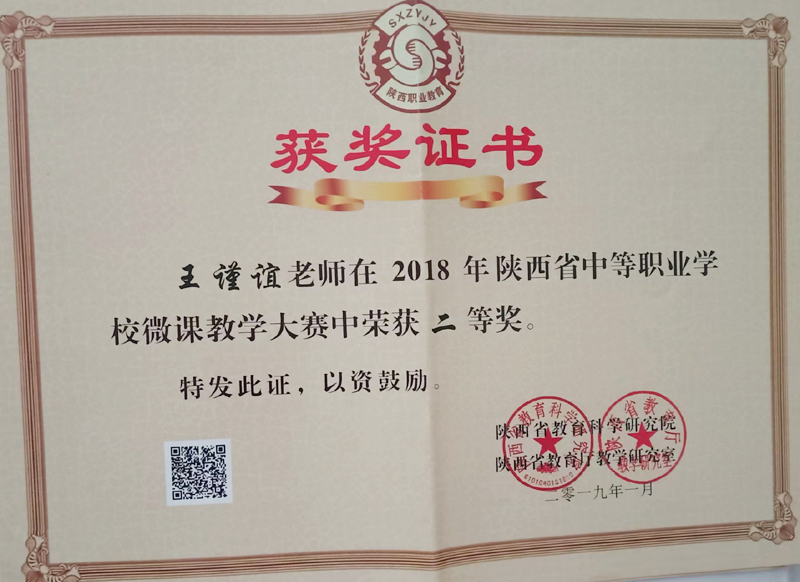 SXZYJY
陕西职业教育
获奖证书
王谨谊老师在 2018 年陕西省中等职业学
校微课教学大赛中荣获 二 等奖。
特发此证，以资鼓励。
陕西省教育科学研究院
陕西省教育厅教学研究室
二零一九年一月